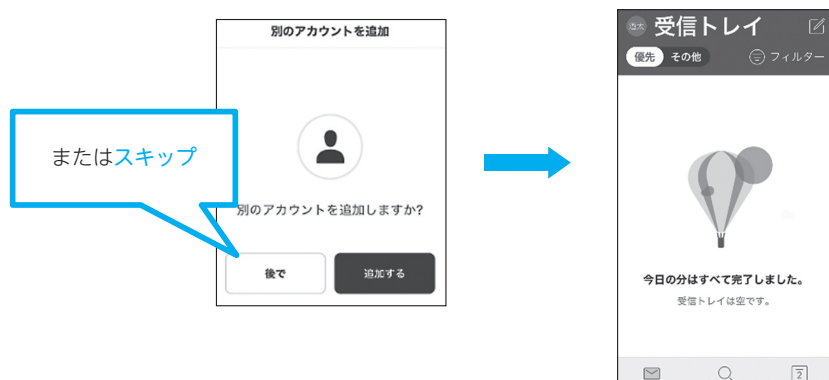 別のアカウントを追加
またはスキップ
別のアカウントを追加しますか?
後で
追加する
受信トレイ
優先 その他 フィルター
今日の分はすべて完了しました。
受信トレイは空です。
2